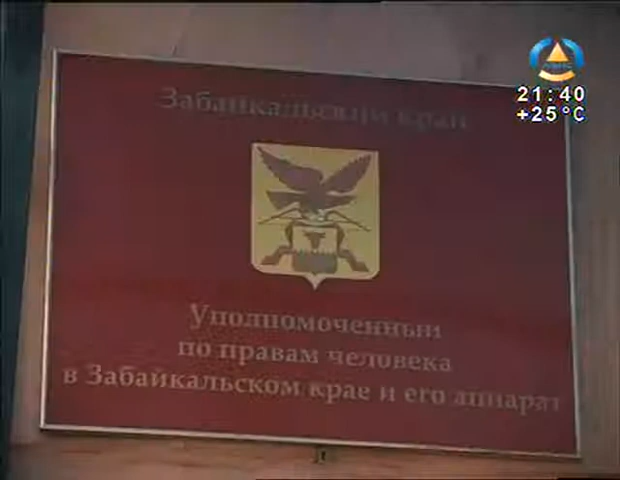 21:40
+25°C
Забайкальский край
Уполномоченный
по правам человека
в Забайкальском крае и его аппарат